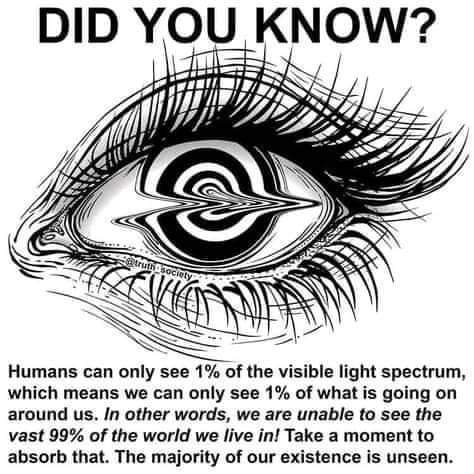 DID YOU KNOW?
@truth_society
Humans can only see 1% of the visible light spectrum,
which means we can only see 1% of what is going on
around us. In other words, we are unable to see the
vast 99% of the world we live in! Take a moment to
absorb that. The majority of our existence is unseen.